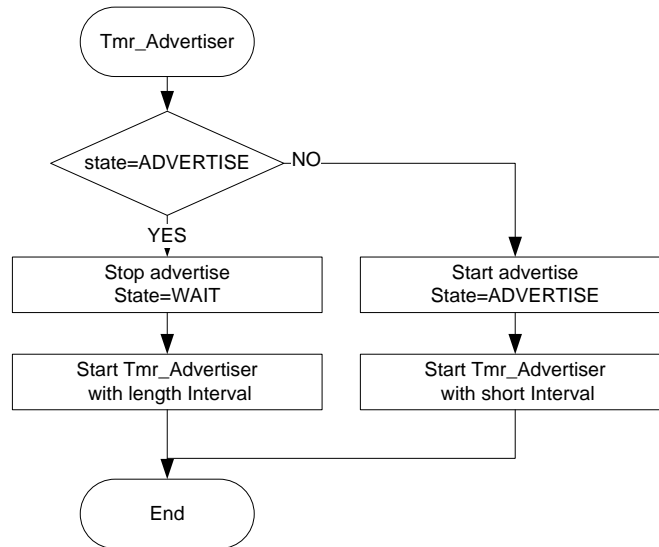 Tmr_Advertiser
state=ADVERTISE
NO
YES
Stop advertise
State=WAIT
Start advertise
State=ADVERTISE
Start Tmr_Advertiser
with length Interval
Start Tmr_Advertiser
with short Interval
End